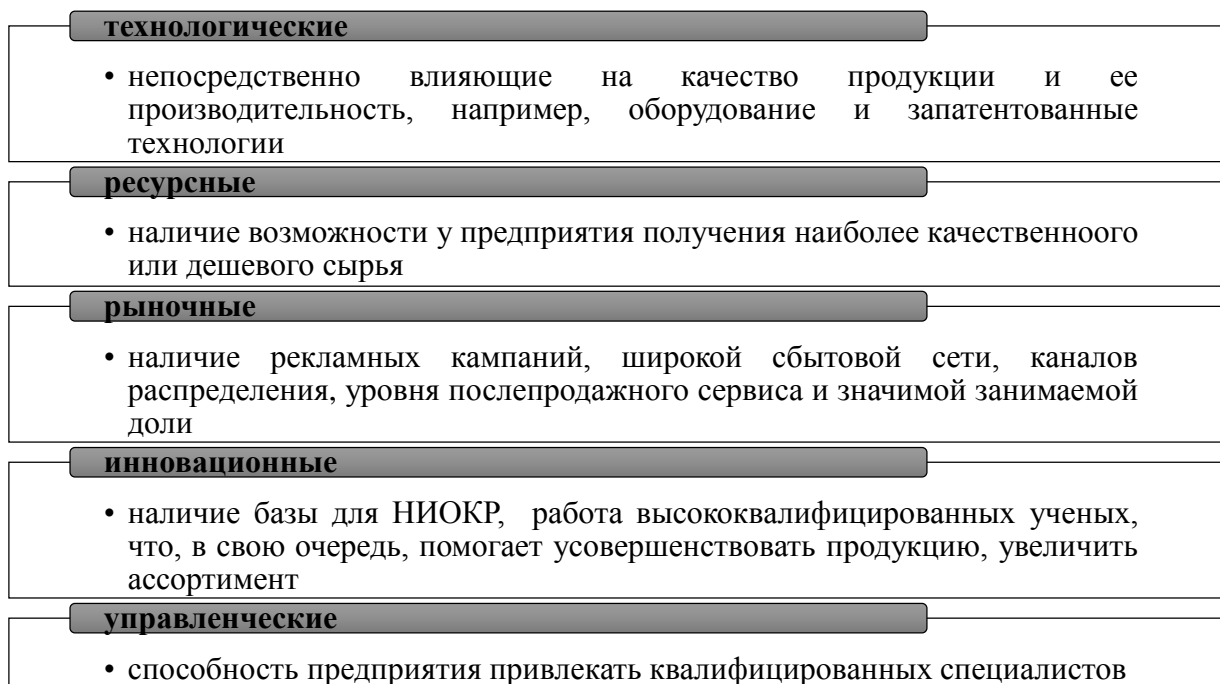 технологические
• непосредственно влияющие на качество продукции и ее
производительность, например, оборудование и запатентованные
технологии
ресурсные
• наличие возможности у предприятия получения наиболее качественноого
или дешевого сырья
рыночные
• наличие рекламных кампаний, широкой сбытовой сети, каналов
распределения, уровня послепродажного сервиса и значимой занимаемой
доли
инновационные
• наличие базы для НИОКР, работа высококвалифицированных ученых,
что, в свою очередь, помогает усовершенствовать продукцию, увеличить
ассортимент
управленческие
• способность предприятия привлекать квалифицированных специалистов